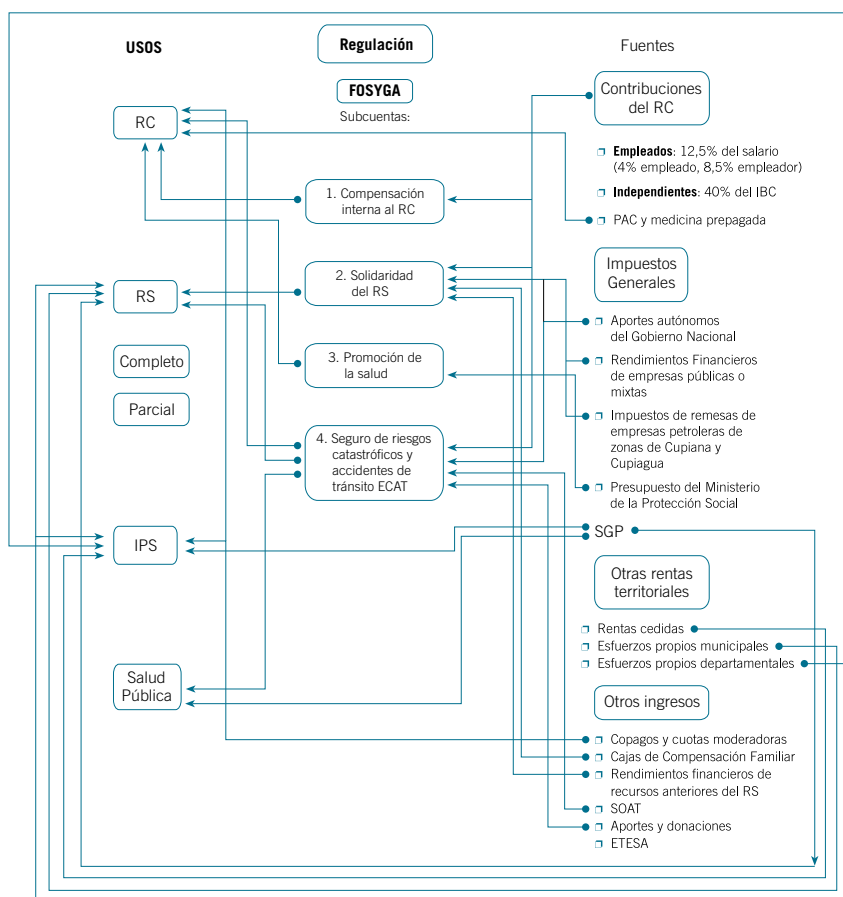 USOS
Regulación
Fuentes
FOSYGA
Subcuentas:
RC
1. Compensación
interna al RC
RS
2. Solidaridad
del RS
Completo
3. Promoción de
la salud
Parcial
4. Seguro de riesgos
catastróficos y
accidentes de
tránsito ECAT
IPS
Salud
Pública
Contribuciones
del RC
❒ Empleados: 12,5% del salario
(4% empleado, 8,5% empleador)
❒ Independientes: 40% del IBC
❒ PAC y medicina prepagada
Impuestos
Generales
❒ Aportes autónomos
del Gobierno Nacional
❒ Rendimientos Financieros
de empresas públicas o
mixtas
❒ Impuestos de remesas de
empresas petroleras de
zonas de Cupiana y
Cupiagua
❒ Presupuesto del Ministerio
de la Protección Social
SGP
Otras rentas
territoriales
❒ Rentas cedidas
❒ Esfuerzos propios municipales
❒ Esfuerzos propios departamentales
Otros ingresos
❒ Copagos y cuotas moderadoras
❒ Cajas de Compensación Familiar
❒ Rendimientos financieros de
recursos anteriores del RS
❒ SOAT
❒ Aportes y donaciones
❒ ETESA